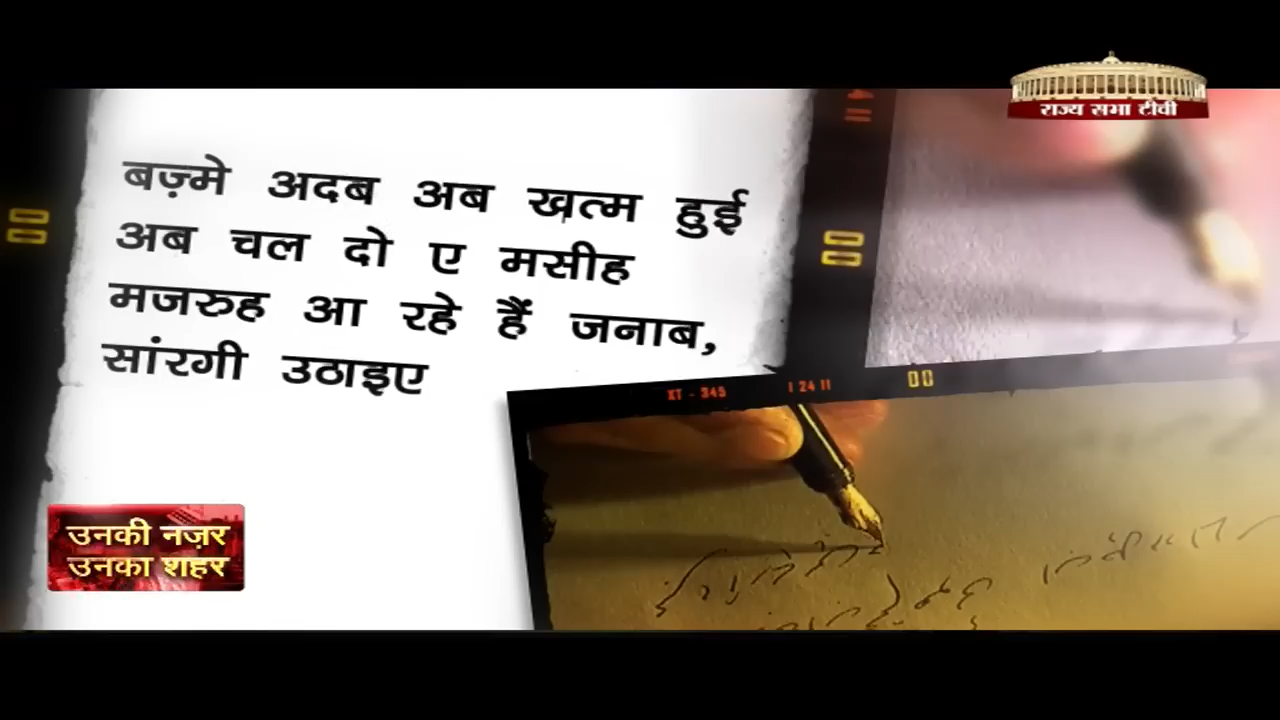 राज्य सभा टीवी
बज़्मे अदब अब खत्म हुई
अब चल दो ए मसीह
मजरुह आ रहे हैं जनाब,
सांरगी उठाइए
XT - 345
I 24 II
उनकी नज़र
उनका शहर